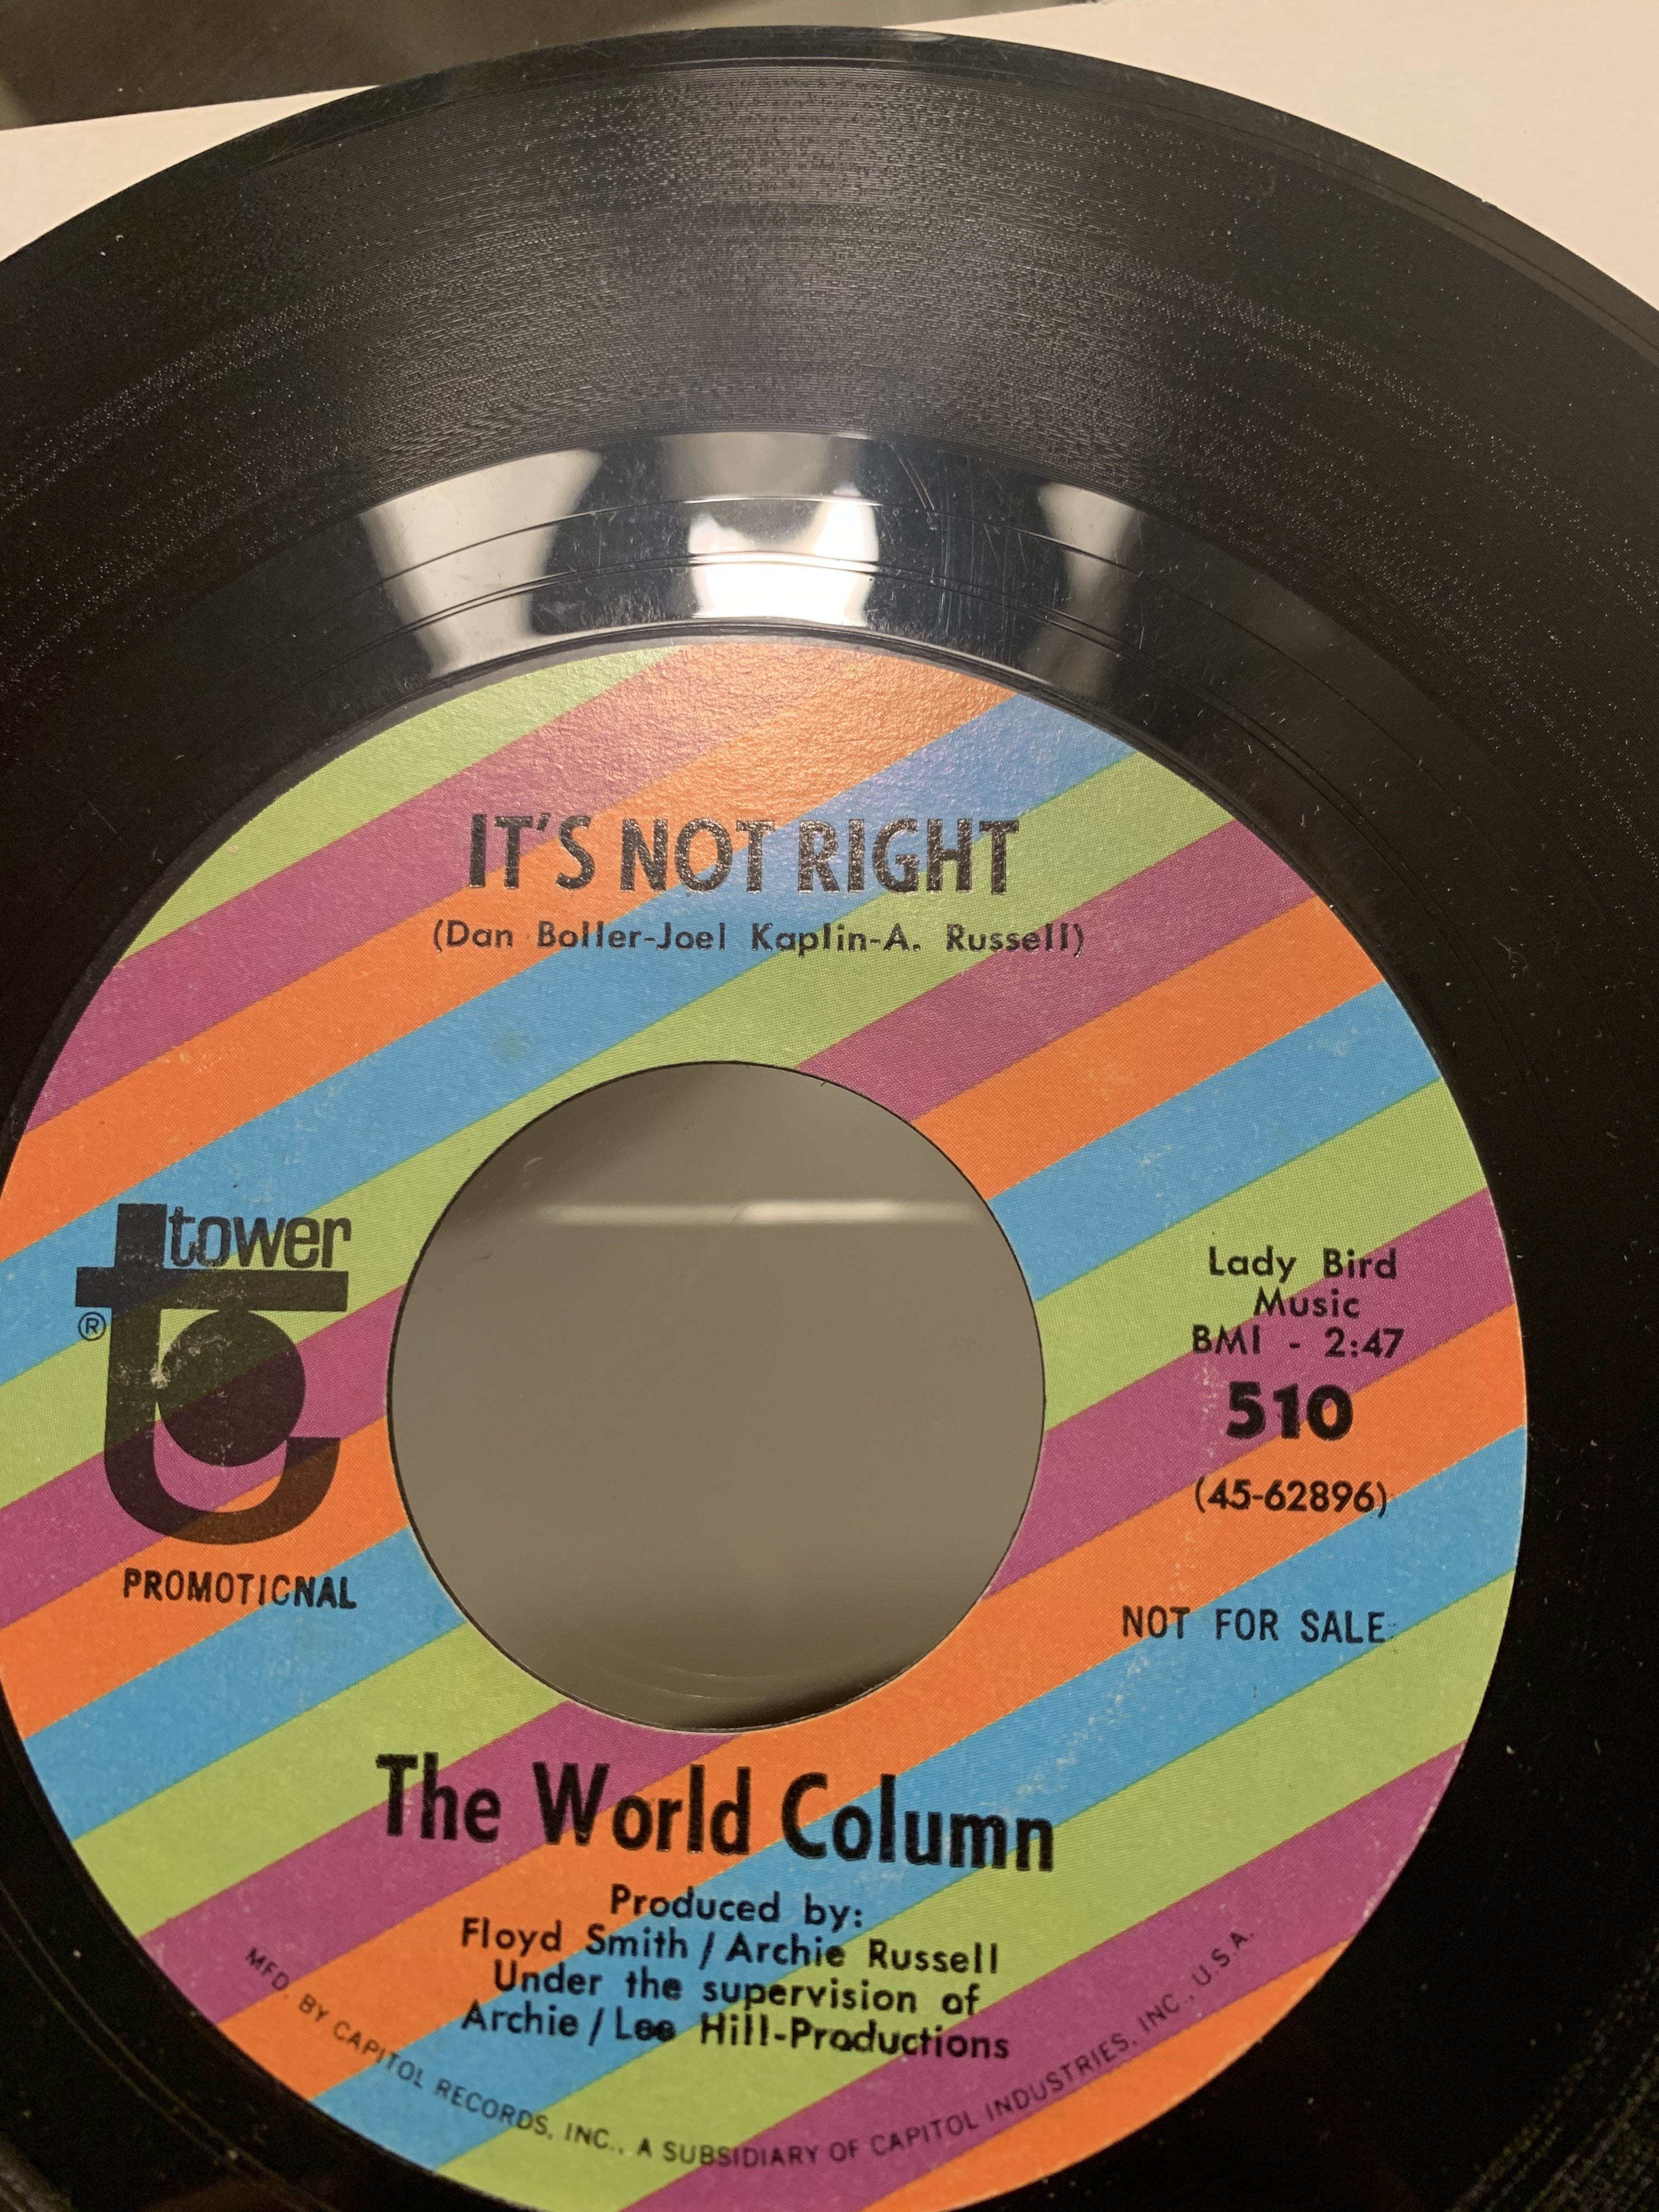 IT'S NOT RIGHT
(Dan Boller-Joel Kaplin-A. Russell)
tower
®
PROMOTIONAL
Lady Bird
Music
BMI - 2:47
510
(45-62896)
NOT FOR SALE
The World Column
Produced by:
Floyd Smith / Archie Russell
Under the supervision of
Archie / Lee Hill-Productions
MFD. BY CAPITOL RECORDS, INC., A SUBSIDIARY OF CAPITOL INDUSTRIES, INC., U.S.A.